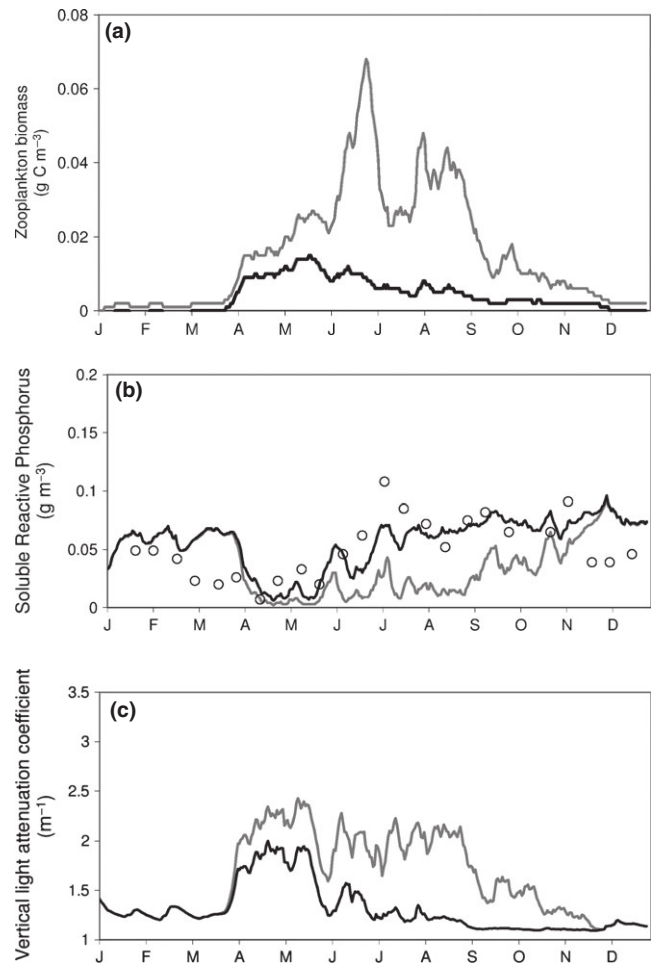 (a)
Zooplankton biomass
(g C m⁻³)
0.08
0.06
0.04
0.02
0
J F M A M J J A S O N D
(b)
Soluble Reactive Phosphorus
(g m⁻³)
0.2
0.15
0.1
0.05
0
J F M A M J J A S O N D
(c)
Vertical light attenuation coefficient
(m⁻¹)
3.5
3
2.5
2
1.5
1
J F M A M J J A S O N D